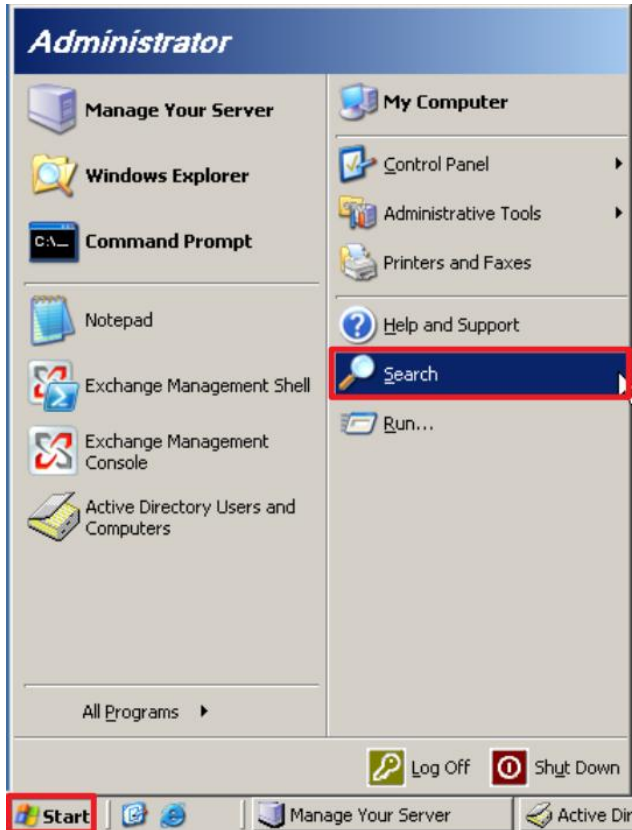 Administrator
Manage Your Server
Windows Explorer
C:\_
Command Prompt
Notepad
Exchange Management Shell
Exchange Management
Console
Active Directory Users and
Computers
All Programs
My Computer
Control Panel
Administrative Tools
Printers and Faxes
Help and Support
Search
Run...
Log Off
Shut Down
Start
Manage Your Server
Active Dir